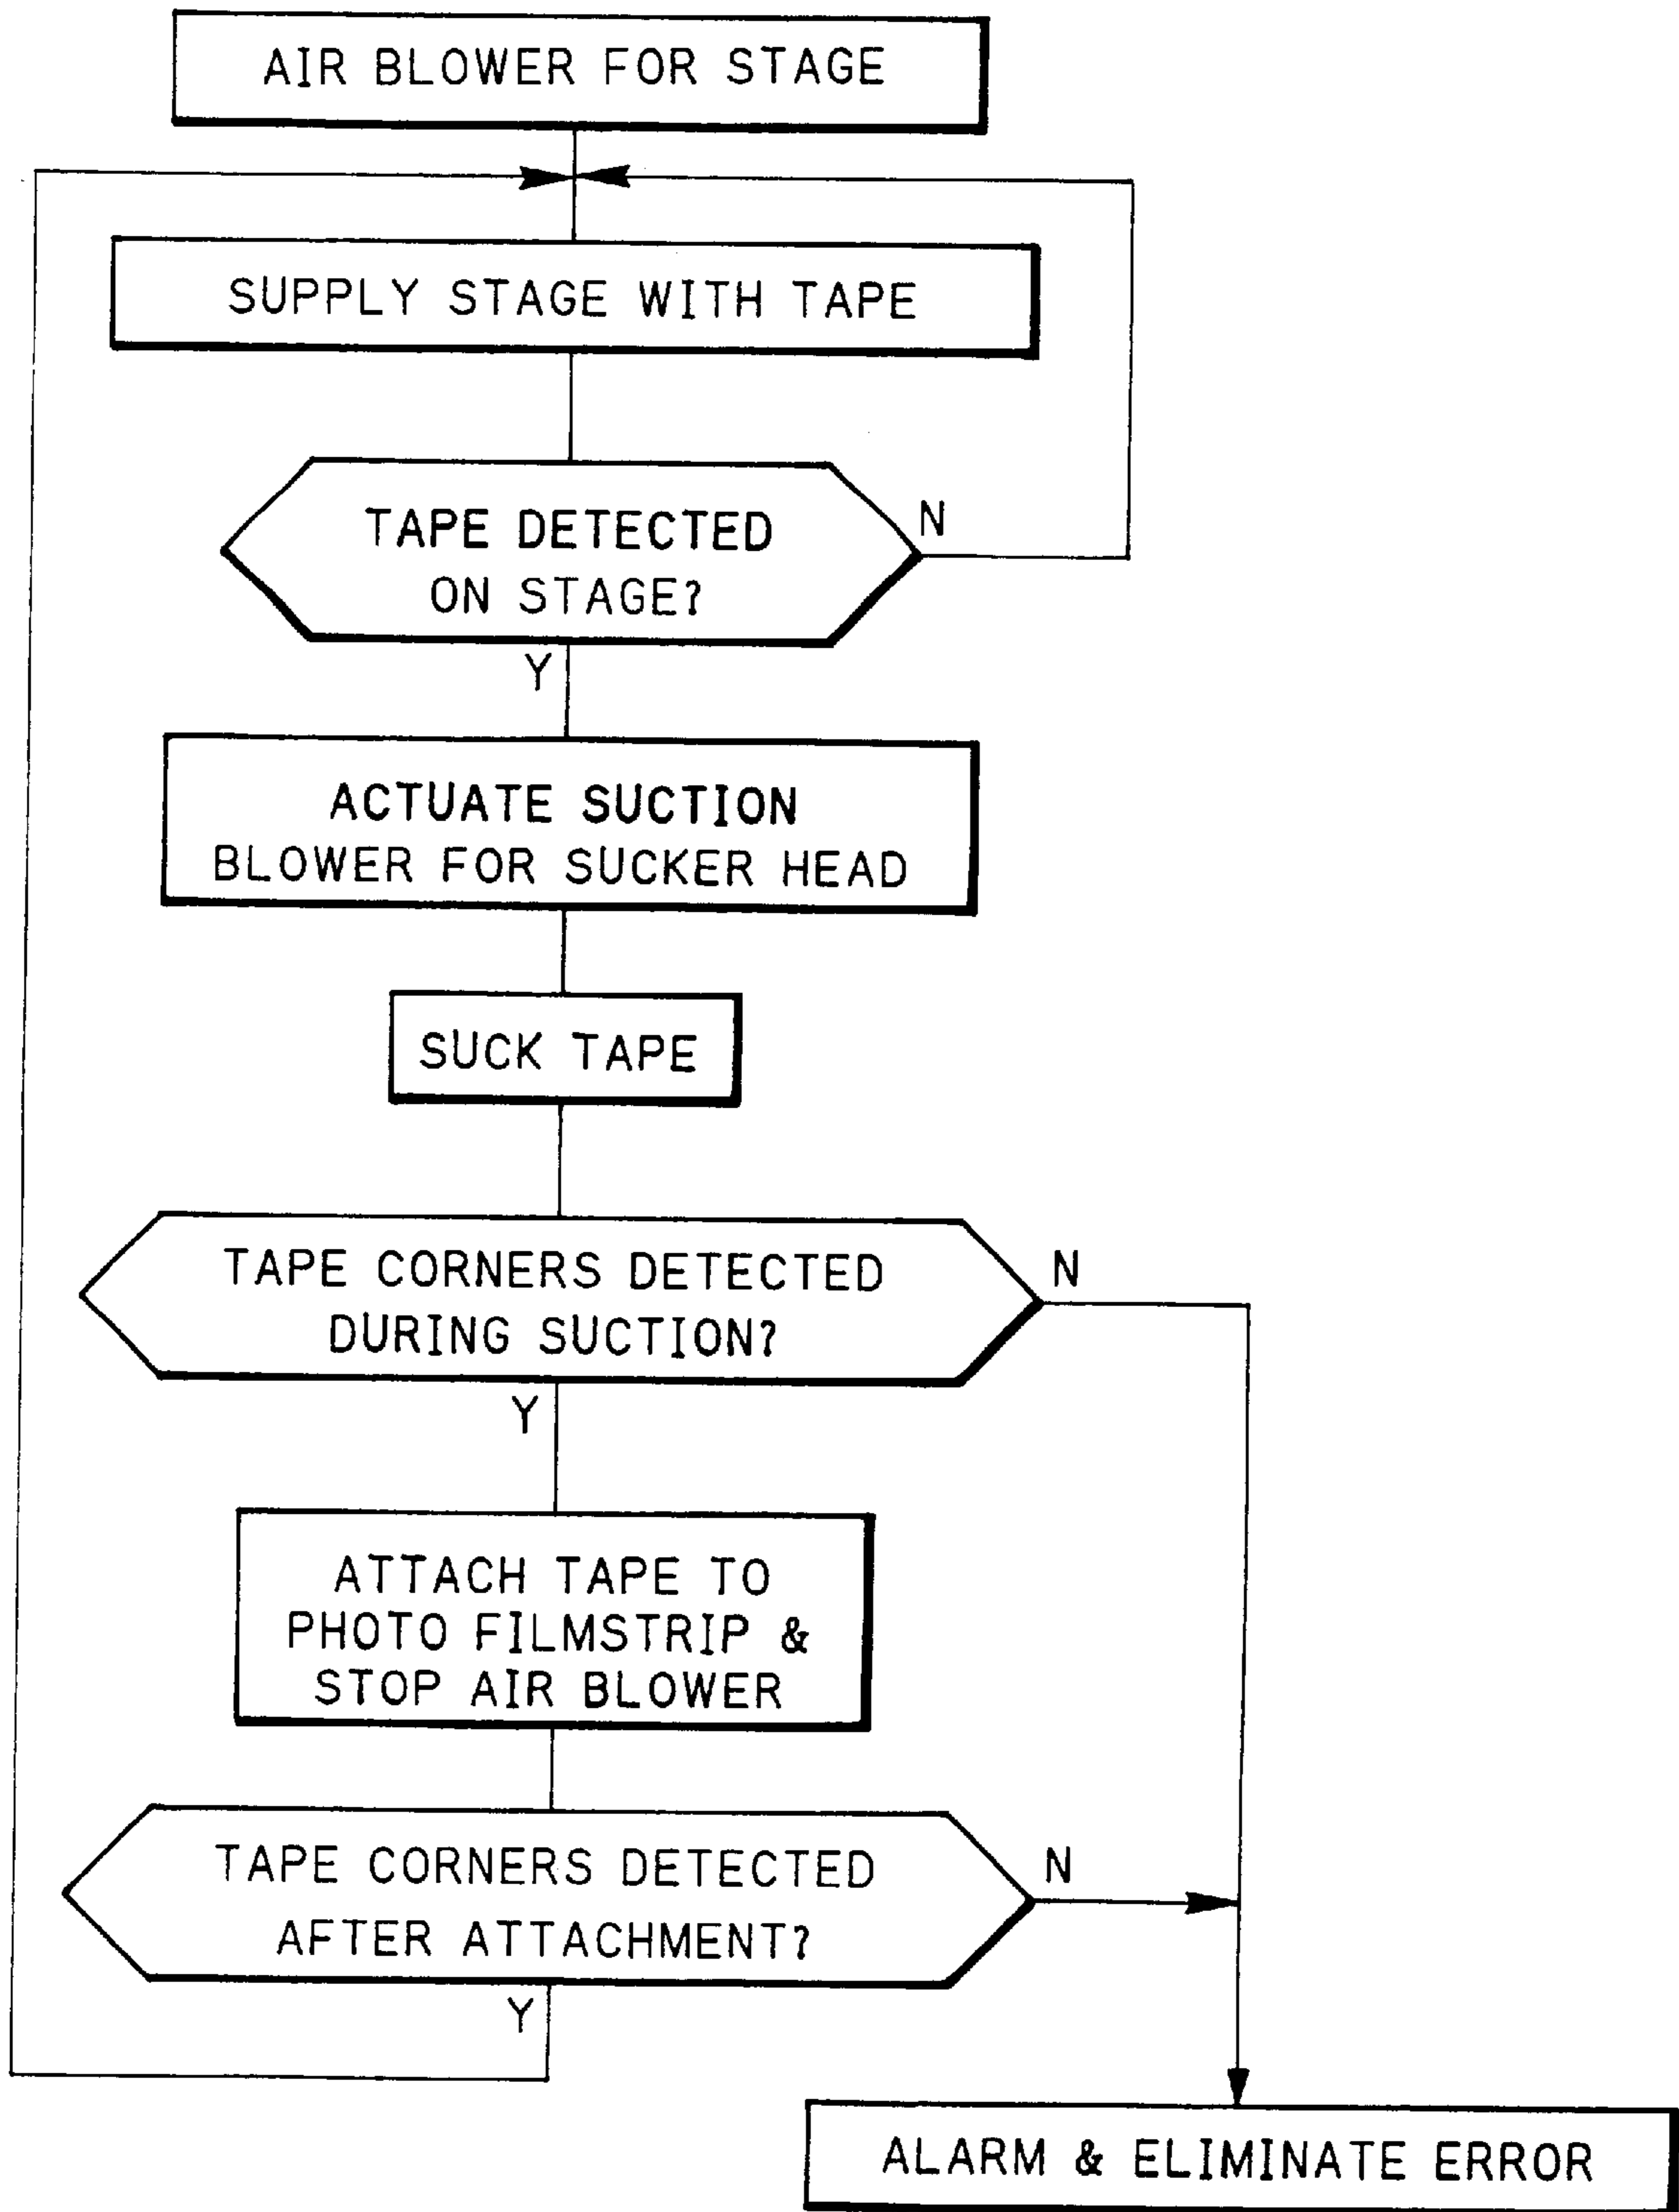 AIR BLOWER FOR STAGE
SUPPLY STAGE WITH TAPE
TAPE DETECTED
ON STAGE?
N
Y
ACTUATE SUCTION
BLOWER FOR SUCKER HEAD
SUCK TAPE
TAPE CORNERS DETECTED
DURING SUCTION?
N
Y
ATTACH TAPE TO
PHOTO FILMSTRIP &
STOP AIR BLOWER
TAPE CORNERS DETECTED
AFTER ATTACHMENT?
N
Y
ALARM & ELIMINATE ERROR